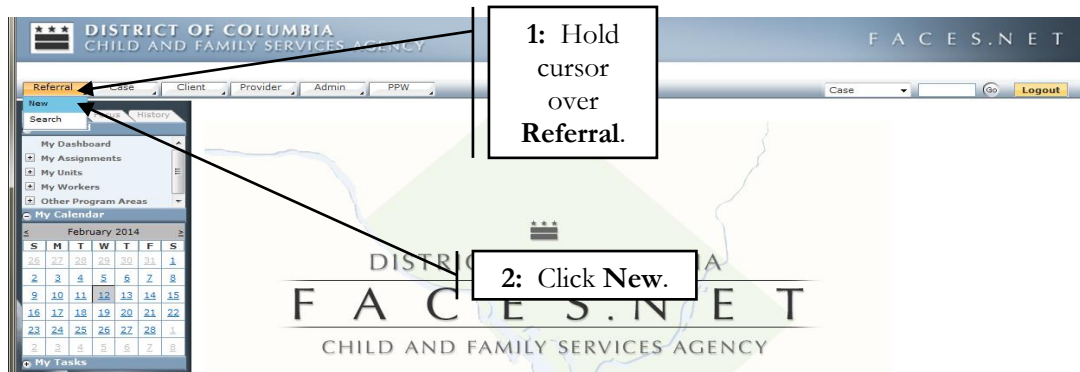 DISTRICT OF COLUMBIA
CHILD AND FAMILY SERVICES AGENCY
F A C E S . N E T
1: Hold
cursor
over
Referral.
Referral Case Client Provider Admin PPW
Case Go Logout
New
Search
Focus History
My Dashboard
My Assignments
My Units
My Workers
Other Program Areas
My Calendar
< February 2014 >
S M T W T F S
26 27 28 29 30 31 1
2 3 4 5 6 7 8
9 10 11 12 13 14 15
16 17 18 19 20 21 22
23 24 25 26 27 28 1
2 3 4 5 6 7 8
My Tasks
2: Click New.
F A C E S . N E T
CHILD AND FAMILY SERVICES AGENCY